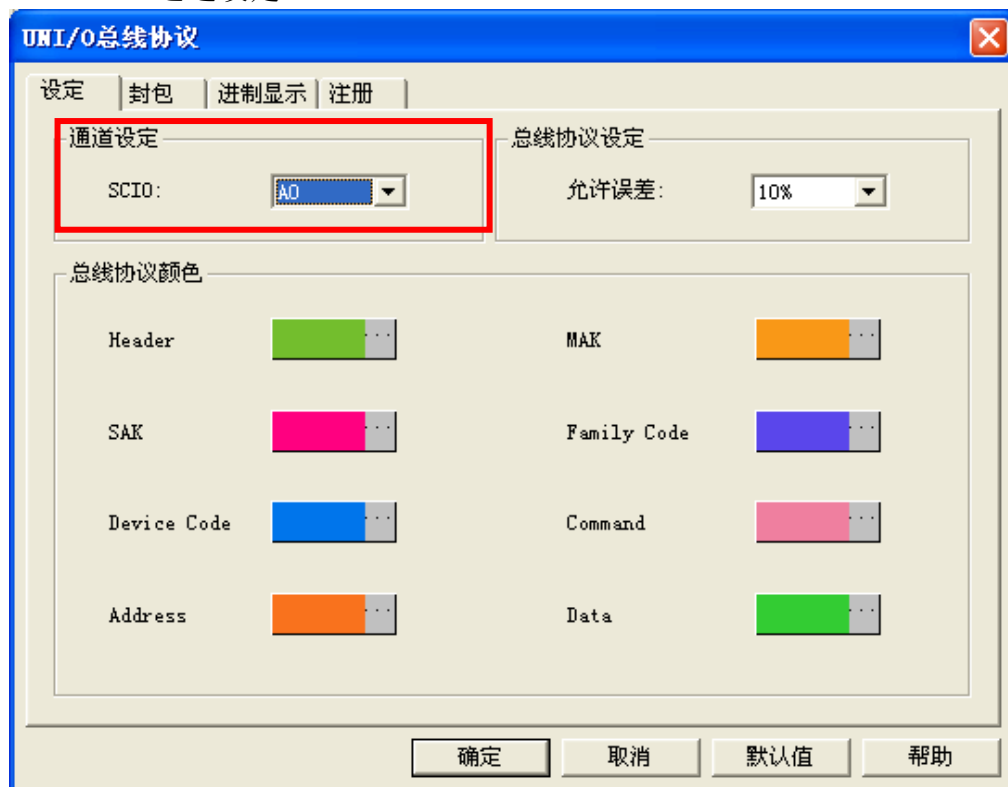 UNI/O总线协议
设定 封包 进制显示 注册
通道设定
SCIO: A0
总线协议设定
允许误差: 10%
总线协议颜色
Header ... MAK ...
SAK ... Family Code ...
Device Code ... Command ...
Address ... Data ...
确定 取消 默认值 帮助